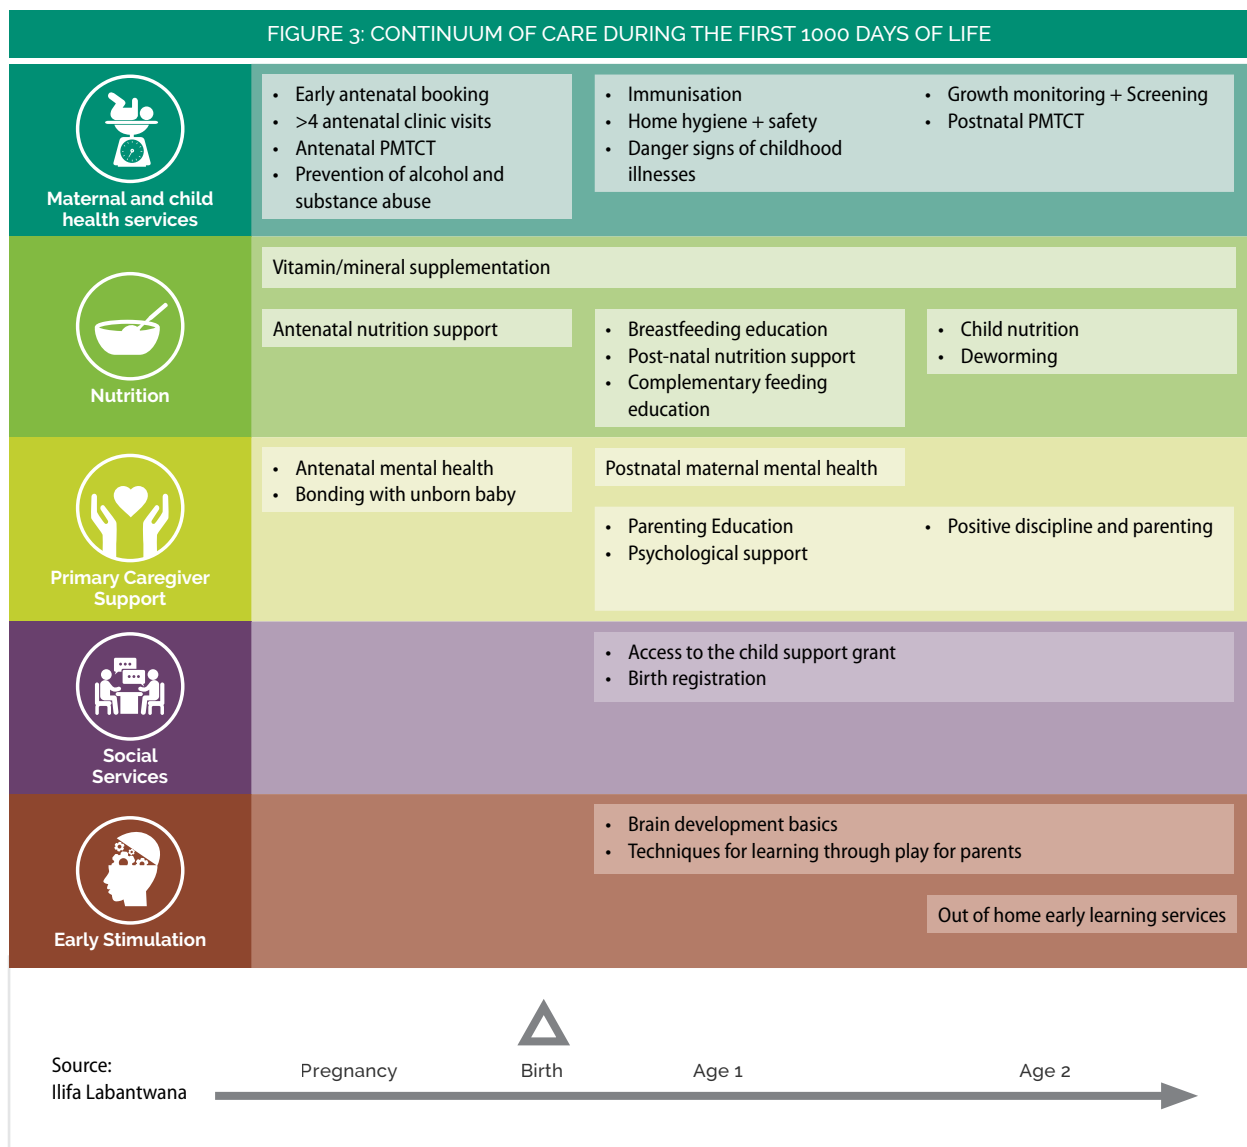 FIGURE 3: CONTINUUM OF CARE DURING THE FIRST 1000 DAYS OF LIFE
Maternal and child
health services
• Early antenatal booking
• >4 antenatal clinic visits
• Antenatal PMTCT
• Prevention of alcohol and
substance abuse
• Immunisation
• Home hygiene + safety
• Danger signs of childhood
illnesses
• Growth monitoring + Screening
• Postnatal PMTCT
Nutrition
Vitamin/mineral supplementation
Antenatal nutrition support
• Breastfeeding education
• Post-natal nutrition support
• Complementary feeding
education
• Child nutrition
• Deworming
Primary Caregiver
Support
• Antenatal mental health
• Bonding with unborn baby
Postnatal maternal mental health
• Parenting Education
• Psychological support
• Positive discipline and parenting
Social
Services
• Access to the child support grant
• Birth registration
Early Stimulation
• Brain development basics
• Techniques for learning through play for parents
Out of home early learning services
Source:
Ilifa Labantwana
Pregnancy
Birth
Age 1
Age 2